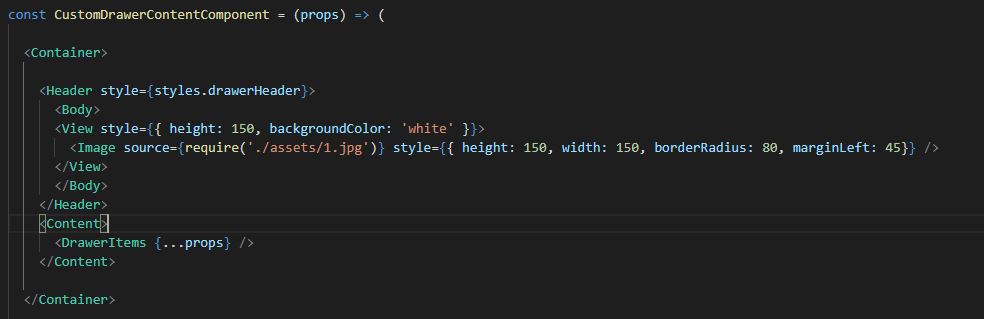 const CustomDrawerContentComponent = (props) => (
<Container>
<Header style={styles.drawerHeader}>
<Body>
<View style={{ height: 150, backgroundColor: 'white' }}>
<Image source={require('./assets/1.jpg')} style={{ height: 150, width: 150, borderRadius: 80, marginLeft: 45}} />
</View>
</Body>
</Header>
<Content>
<DrawerItems {...props} />
</Content>
</Container>